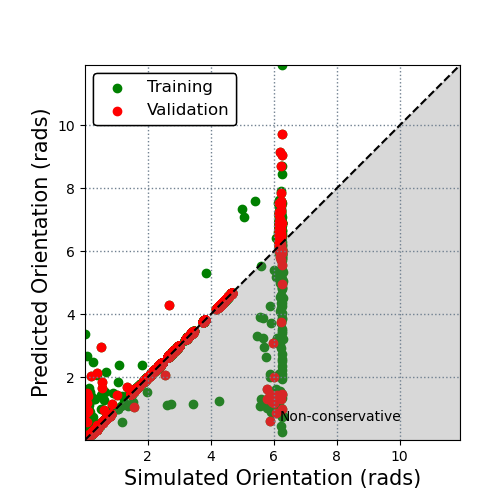 Training
Validation
Predicted Orientation (rads)
10
8
6
4
2
Non-conservative
2 4 6 8 10
Simulated Orientation (rads)